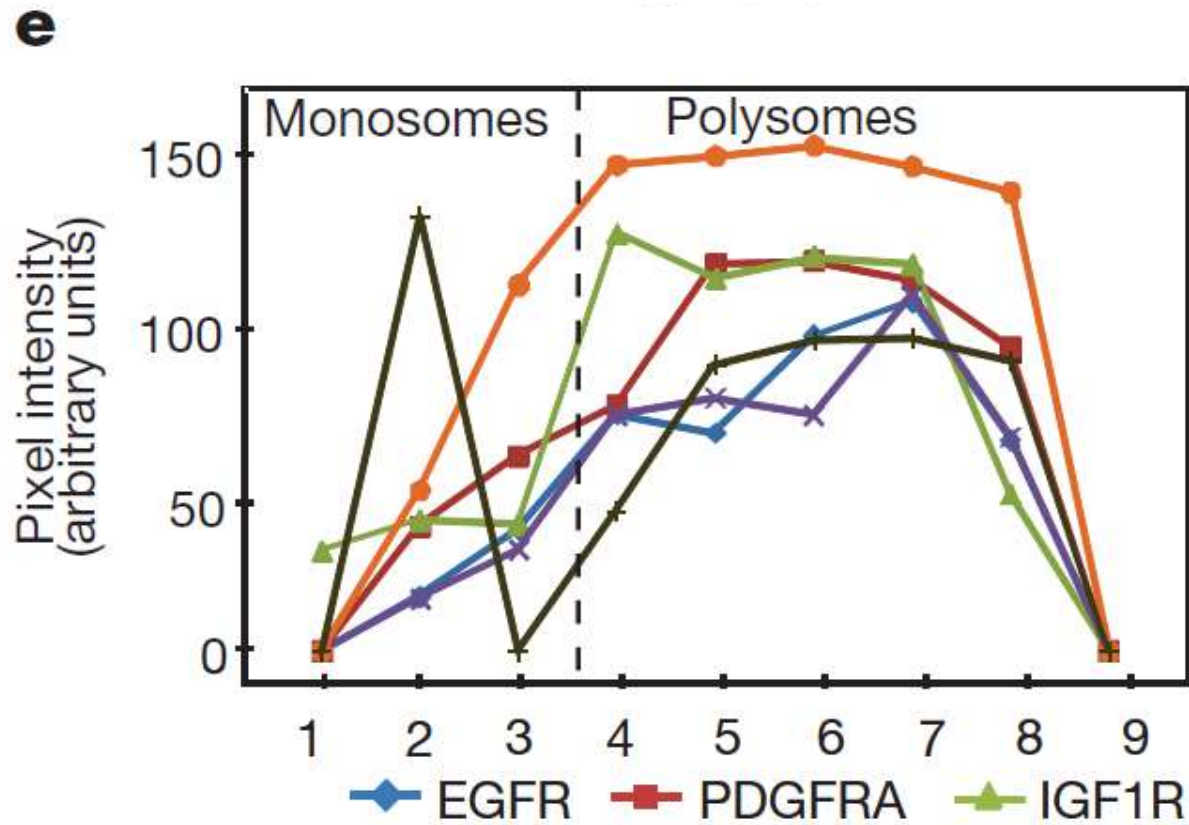 e
Monosomes Polysomes
150
100
50
0
Pixel intensity
(arbitrary units)
1 2 3 4 5 6 7 8 9
EGFR PDGFRA IGF1R